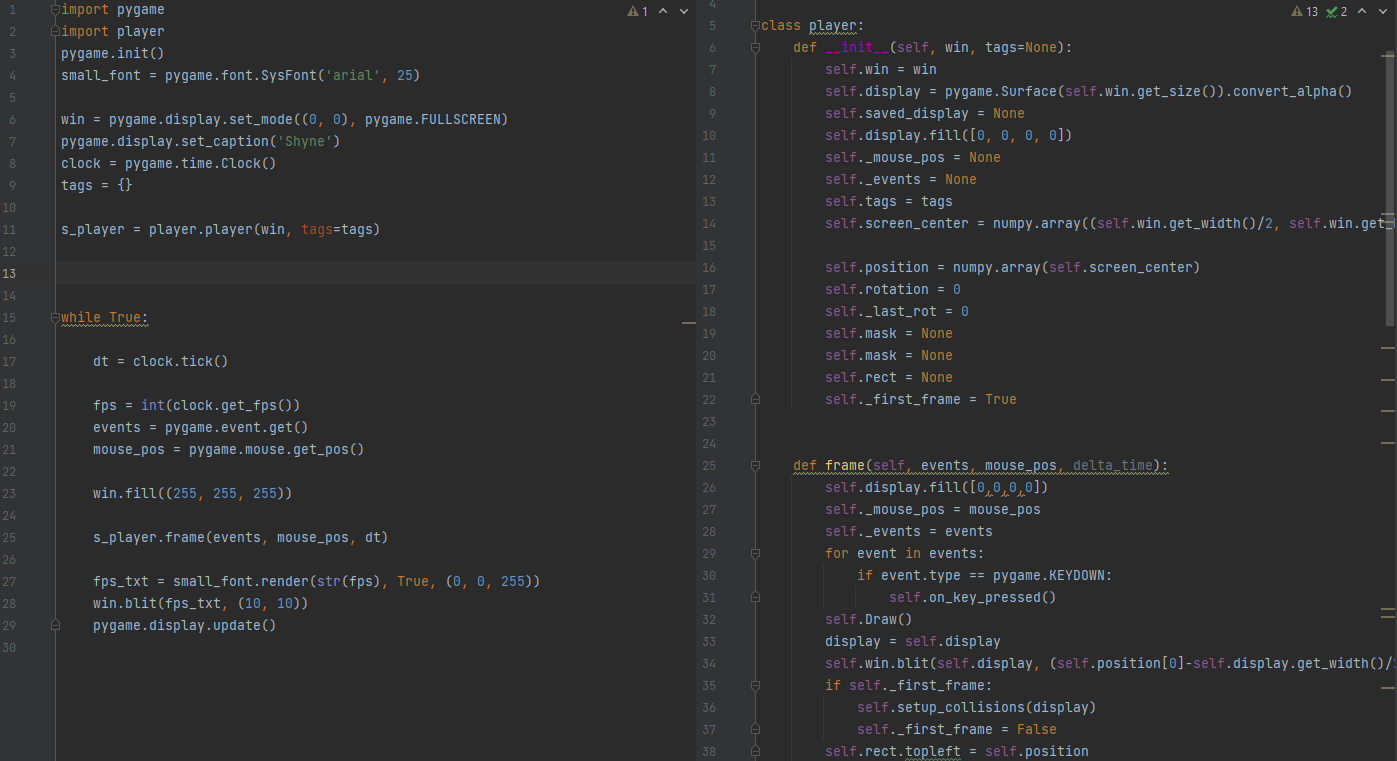 1 import pygame
2 import player
3 pygame.init()
4 small_font = pygame.font.SysFont('arial', 25)
5
6 win = pygame.display.set_mode((0, 0), pygame.FULLSCREEN)
7 pygame.display.set_caption('Shyne')
8 clock = pygame.time.Clock()
9 tags = {}
10
11 s_player = player.player(win, tags=tags)
12
13
14
15 while True:
16
17 dt = clock.tick()
18
19 fps = int(clock.get_fps())
20 events = pygame.event.get()
21 mouse_pos = pygame.mouse.get_pos()
22
23 win.fill((255, 255, 255))
24
25 s_player.frame(events, mouse_pos, dt)
26
27 fps_txt = small_font.render(str(fps), True, (0, 0, 255))
28 win.blit(fps_txt, (10, 10))
29 pygame.display.update()
30
1
4
5 class player:
6 def __init__(self, win, tags=None):
7 self.win = win
8 self.display = pygame.Surface(self.win.get_size()).convert_alpha()
9 self.saved_display = None
10 self.display.fill([0, 0, 0, 0])
11 self._mouse_pos = None
12 self._events = None
13 self.tags = tags
14 self.screen_center = numpy.array((self.win.get_width()/2, self.win.get_
15
16 self.position = numpy.array(self.screen_center)
17 self.rotation = 0
18 self._last_rot = 0
19 self.mask = None
20 self.mask = None
21 self.rect = None
22 self._first_frame = True
23
24
25 def frame(self, events, mouse_pos, delta_time):
26 self.display.fill([0,0,0,0])
27 self._mouse_pos = mouse_pos
28 self._events = events
29 for event in events:
30 if event.type == pygame.KEYDOWN:
31 self.on_key_pressed()
32 self.Draw()
33 display = self.display
34 self.win.blit(self.display, (self.position[0]-self.display.get_width()/
35 if self._first_frame:
36 self.setup_collisions(display)
37 self._first_frame = False
38 self.rect.topleft = self.position
13 2